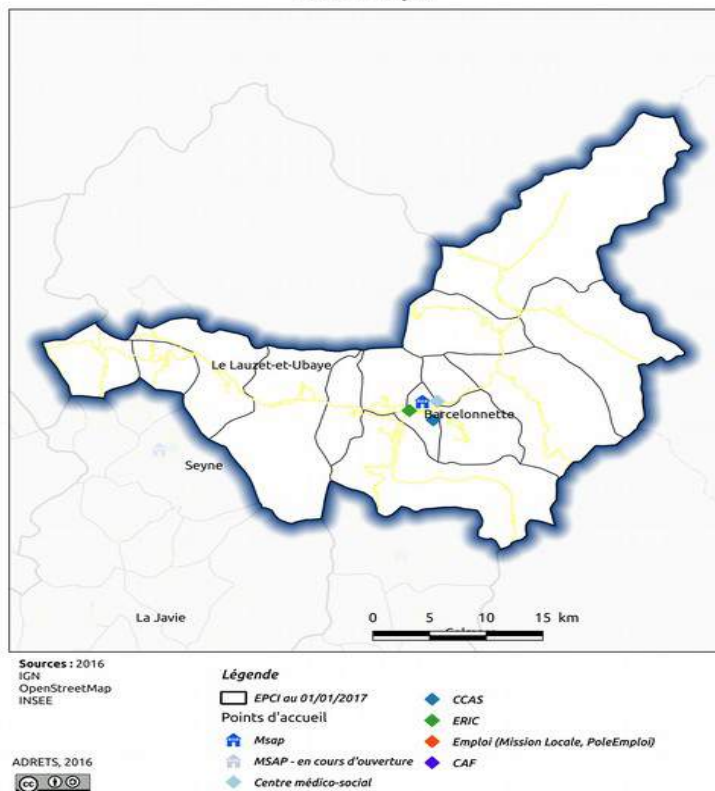 Le Lauzet-et-Ubaye
Barcelonnette
Seyne
La Javie
0 5 10 15 km
Sources : 2016
IGN
OpenStreetMap
INSEE
ADRETS, 2016
Légende
EPCI au 01/01/2017
Points d'accueil
Msap
MSAP - en cours d'ouverture
Centre médico-social
CCAS
ERIC
Emploi (Mission Locale, PoleEmploi)
CAF